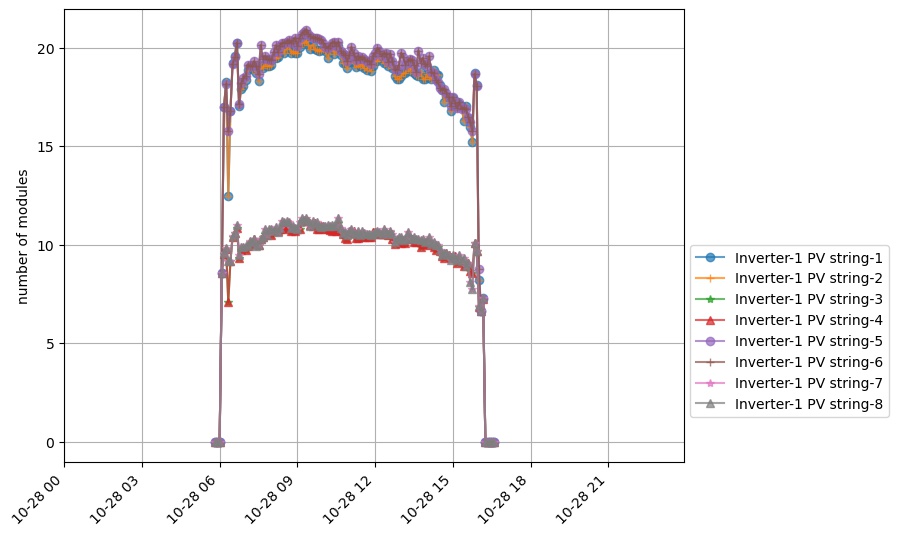 number of modules
20
15
10
5
0
10-28 00
10-28 03
10-28 06
10-28 09
10-28 12
10-28 15
10-28 18
10-28 21
Inverter-1 PV string-1
Inverter-1 PV string-2
Inverter-1 PV string-3
Inverter-1 PV string-4
Inverter-1 PV string-5
Inverter-1 PV string-6
Inverter-1 PV string-7
Inverter-1 PV string-8